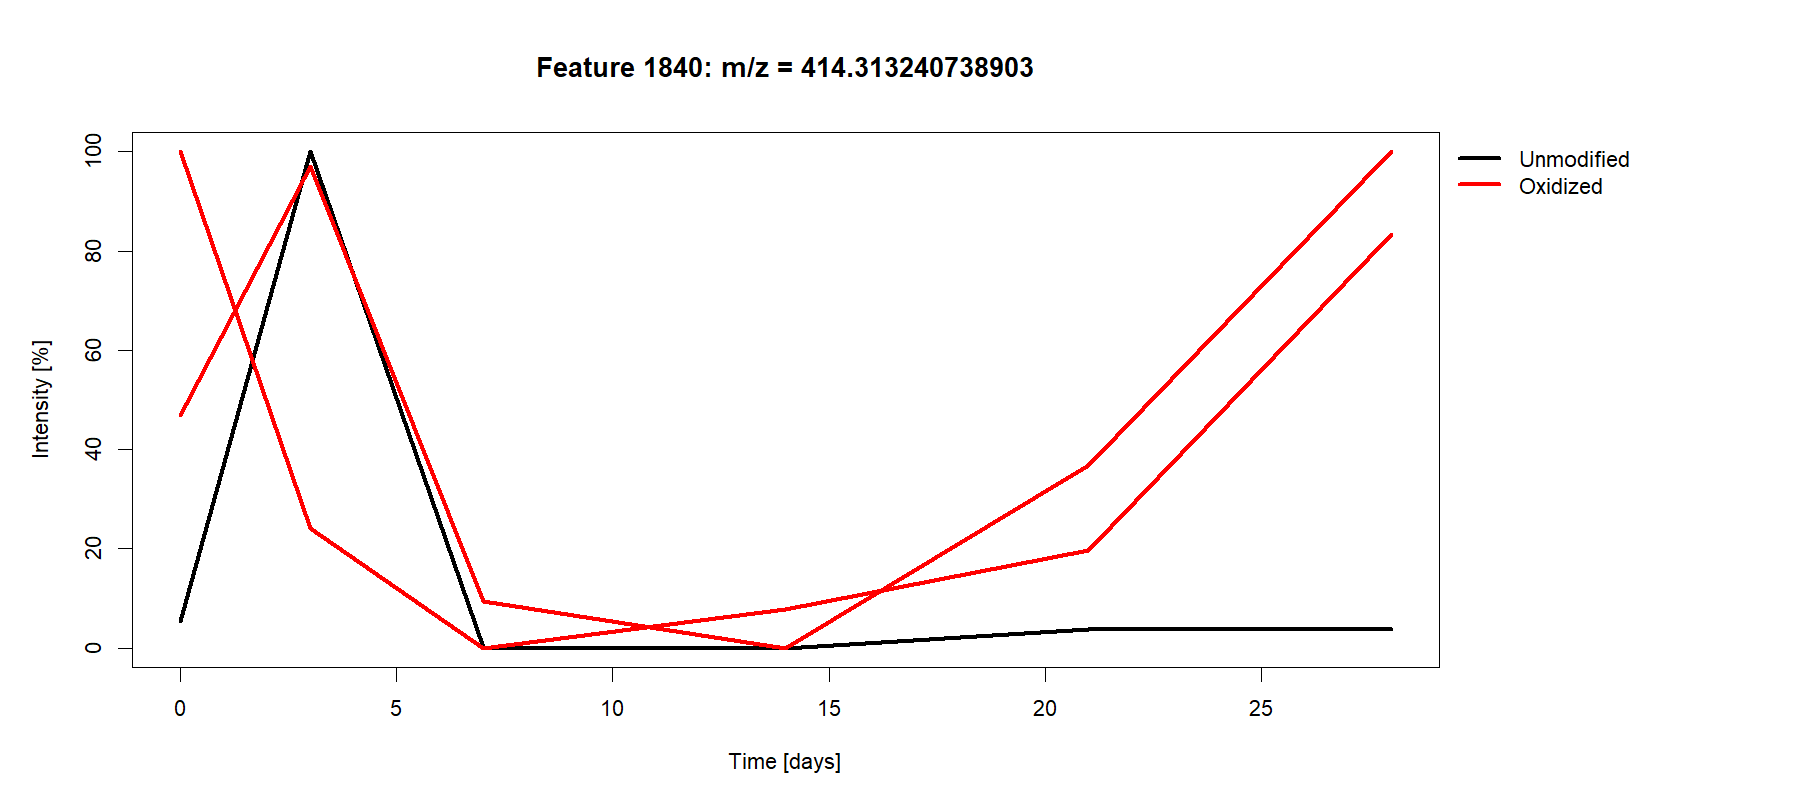 Feature 1840: m/z = 414.313240738903
Unmodified
Oxidized
Intensity [%]
100
80
60
40
20
0
0 5 10 15 20 25
Time [days]